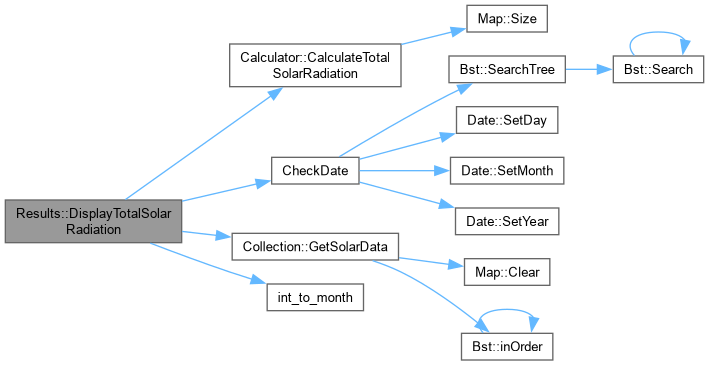 Map::Size
Calculator::CalculateTotal
SolarRadiation
Bst::SearchTree
Bst::Search
Date::SetDay
CheckDate
Date::SetMonth
Results::DisplayTotalSolar
Radiation
Date::SetYear
Collection::GetSolarData
Map::Clear
int_to_month
Bst::inOrder